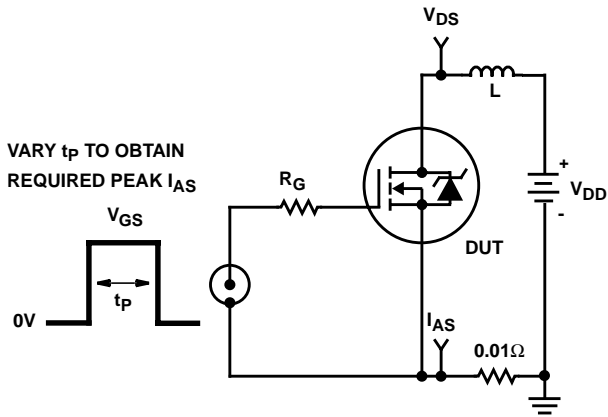 VDS
L
VARY tP TO OBTAIN
REQUIRED PEAK IAS
RG
+
VDD
-
VGS
DUT
tP
0V
IAS
0.01Ω